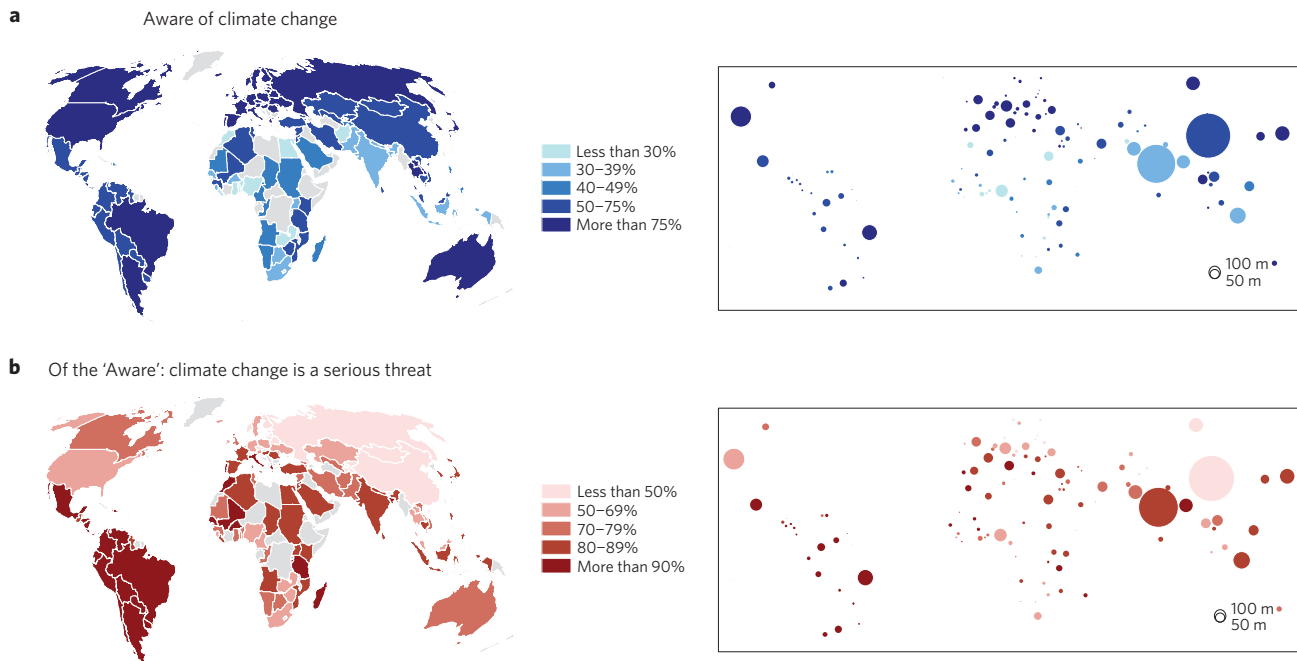 a
Aware of climate change
Less than 30%
30–39%
40–49%
50–75%
More than 75%
100 m
50 m
b
Of the ‘Aware’: climate change is a serious threat
Less than 50%
50–69%
70–79%
80–89%
More than 90%
100 m
50 m